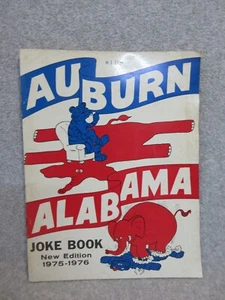 AUBURN
ALABAMA
JOKE BOOK
New Edition
1975-1976